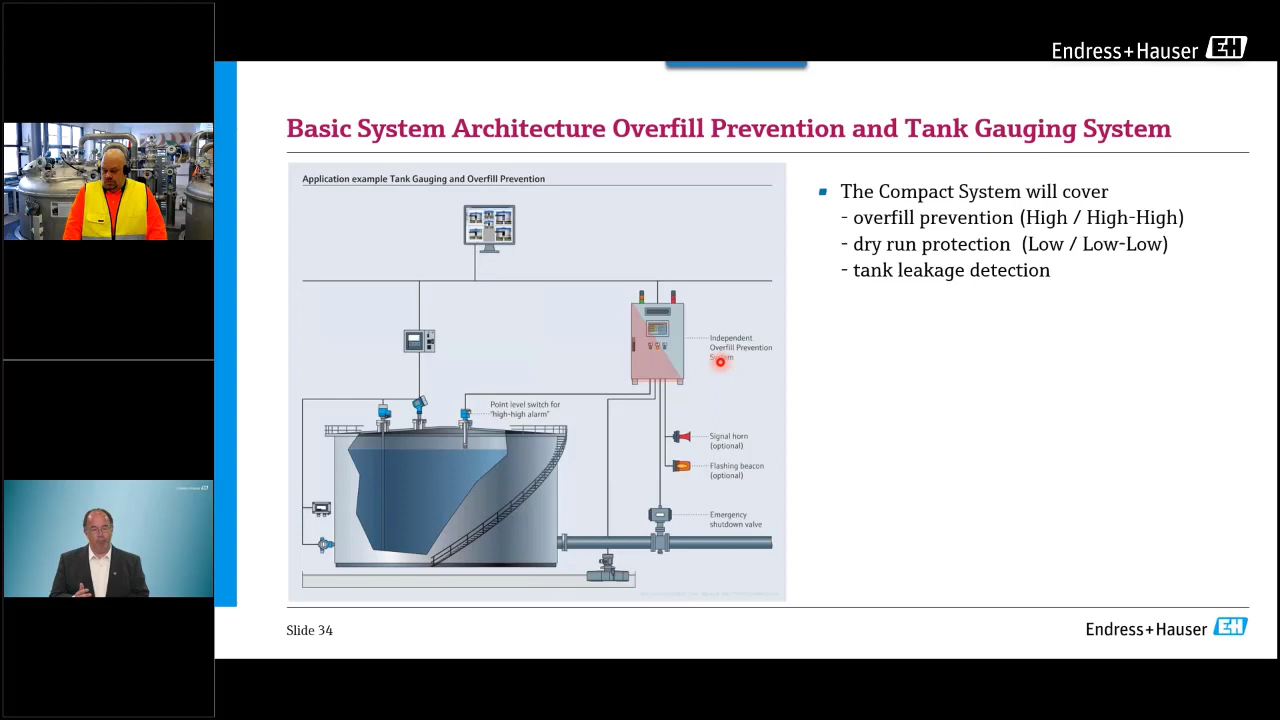 Endress+Hauser EH
Basic System Architecture Overfill Prevention and Tank Gauging System
Application example Tank Gauging and Overfill Prevention
Independent
Overfill Prevention
System
Point level switch for
"high-high alarm"
Signal horn
(optional)
Flashing beacon
(optional)
Emergency
shutdown valve
The Compact System will cover
- overfill prevention (High / High-High)
- dry run protection (Low / Low-Low)
- tank leakage detection
Slide 34
Endress+Hauser EH